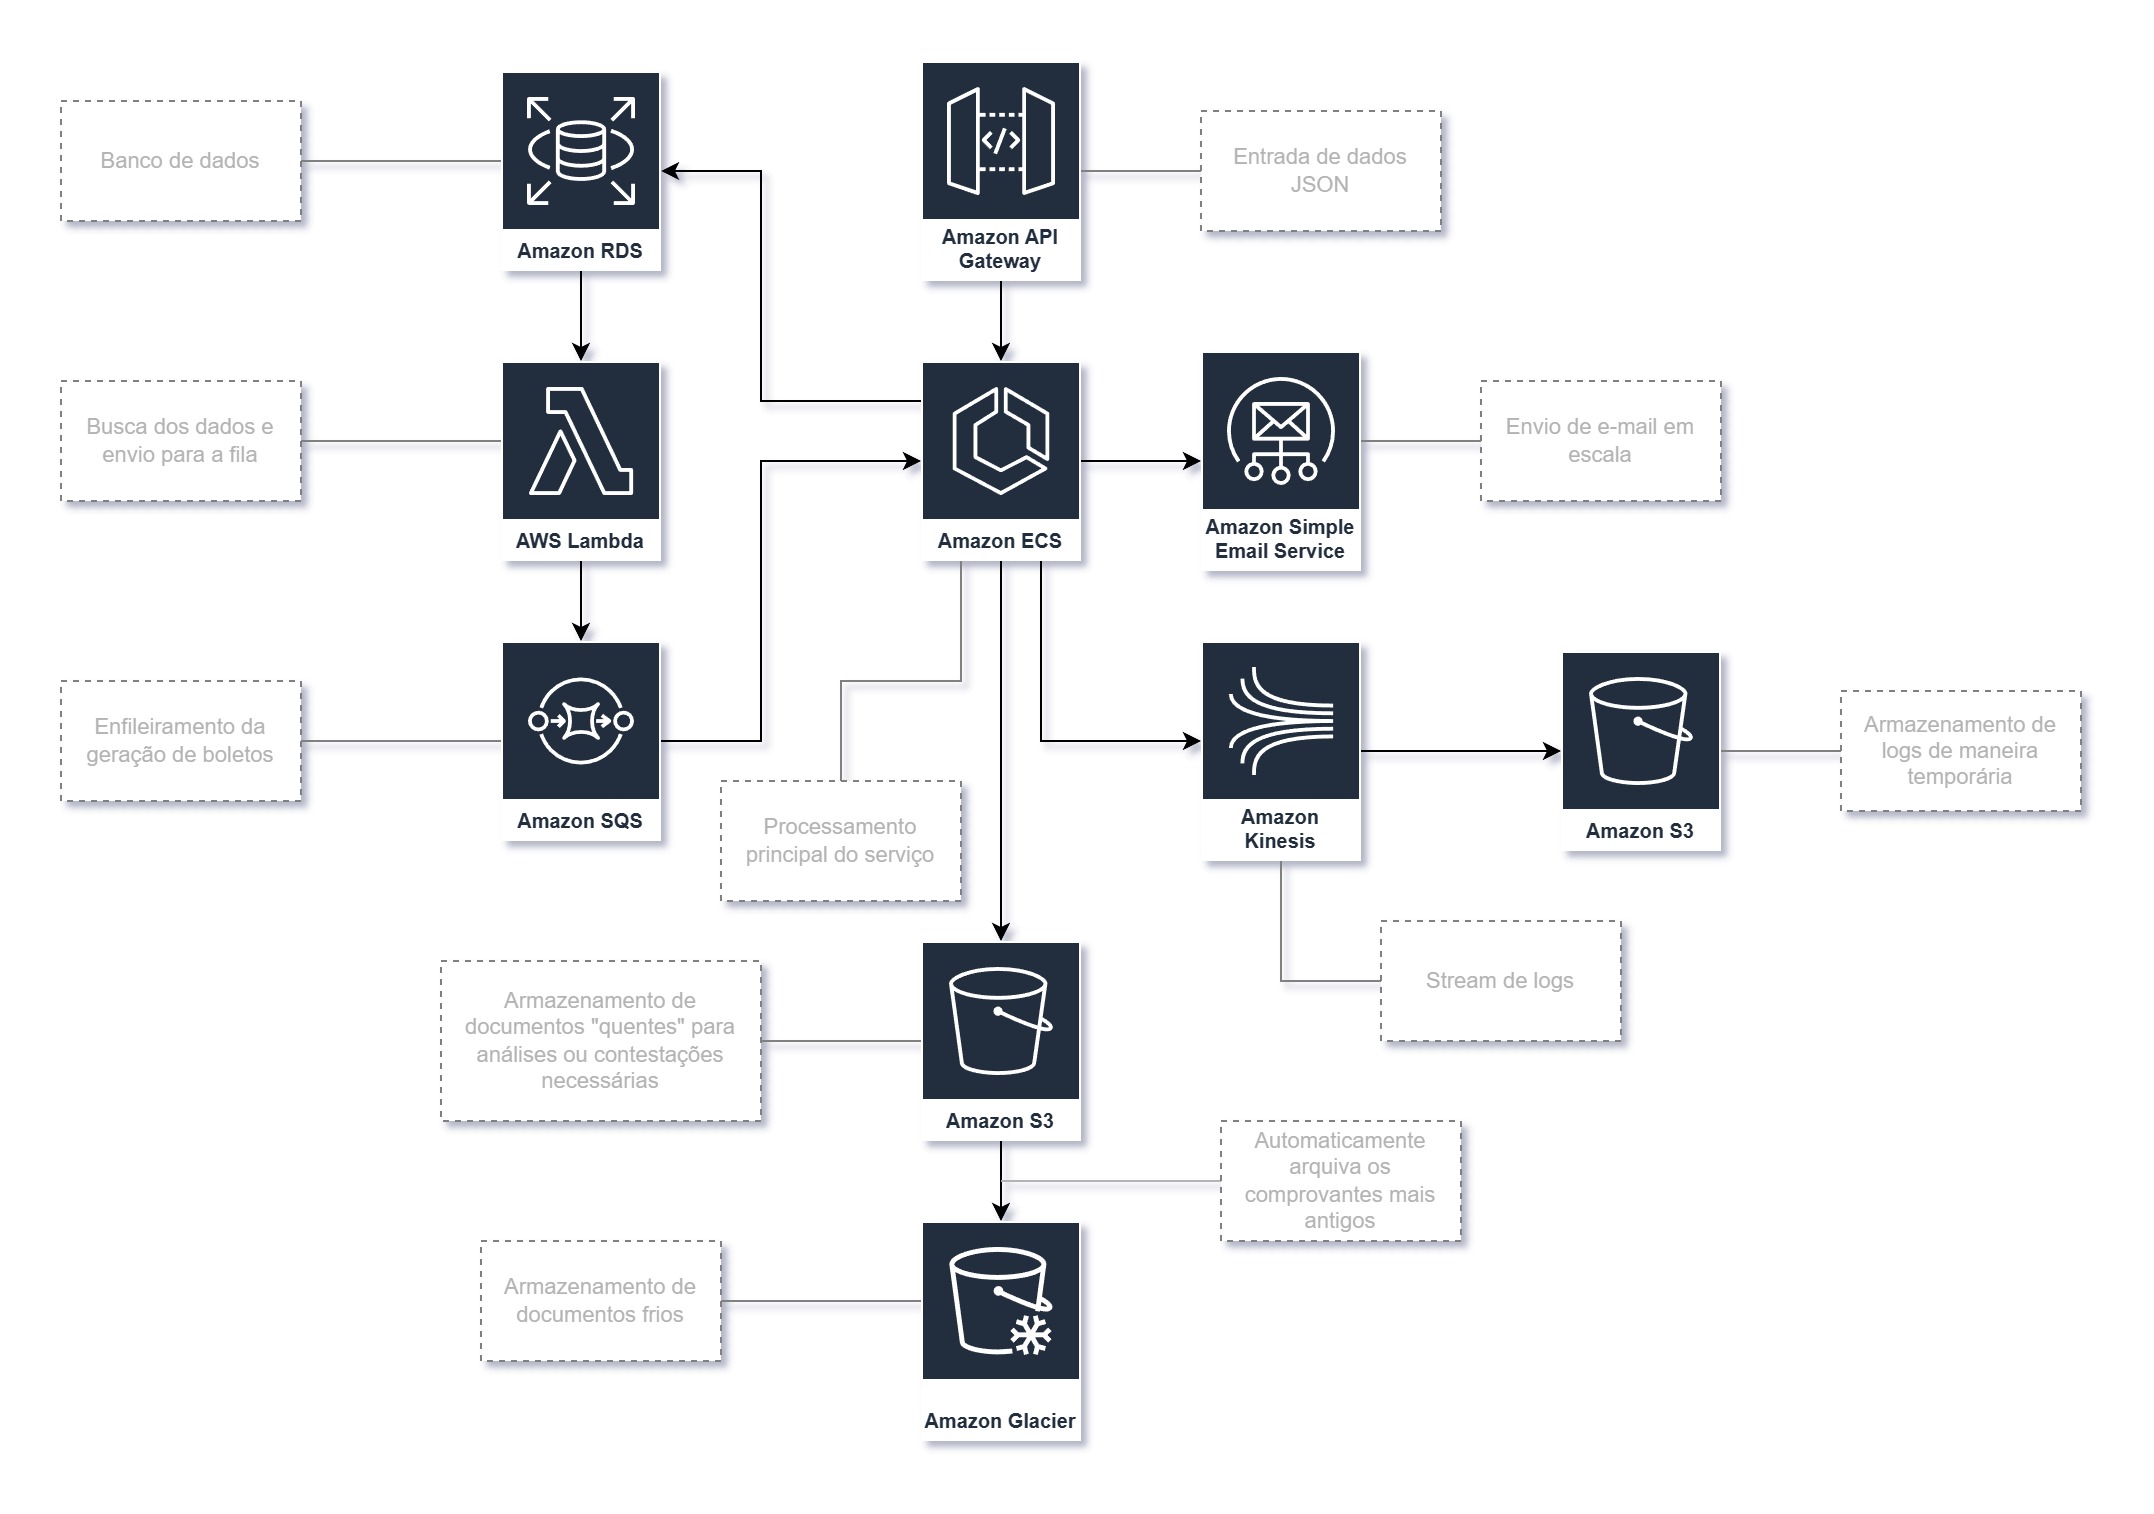 Banco de dados
Amazon RDS
Amazon API
Gateway
Entrada de dados
JSON
Busca dos dados e
envio para a fila
AWS Lambda
Amazon ECS
Amazon Simple
Email Service
Envio de e-mail em
escala
Enfileiramento da
geração de boletos
Amazon SQS
Processamento
principal do serviço
Amazon
Kinesis
Amazon S3
Armazenamento de
logs de maneira
temporária
Stream de logs
Armazenamento de
documentos "quentes" para
análises ou contestações
necessárias
Amazon S3
Automaticamente
arquiva os
comprovantes mais
antigos
Armazenamento de
documentos frios
Amazon Glacier